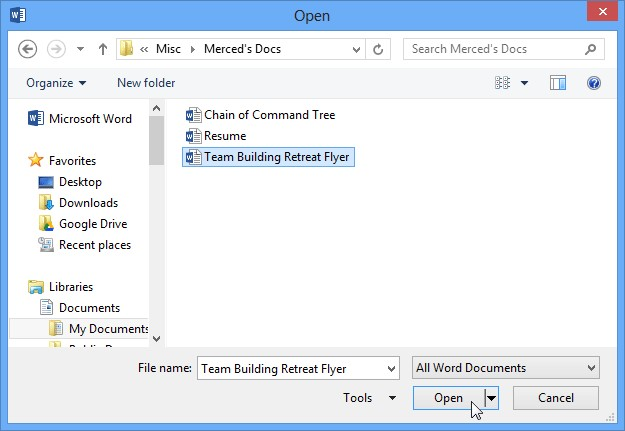 Open
« Misc Merced's Docs
Search Merced's Docs
Organize New folder
Microsoft Word
Favorites
Desktop
Downloads
Google Drive
Recent places
Libraries
Documents
My Documents
Chain of Command Tree
Resume
Team Building Retreat Flyer
File name: Team Building Retreat Flyer All Word Documents
Tools Open Cancel